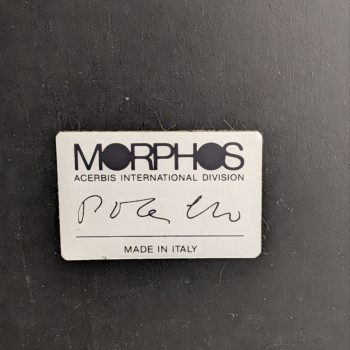 MORPHOS
ACERBIS INTERNATIONAL DIVISION
MADE IN ITALY